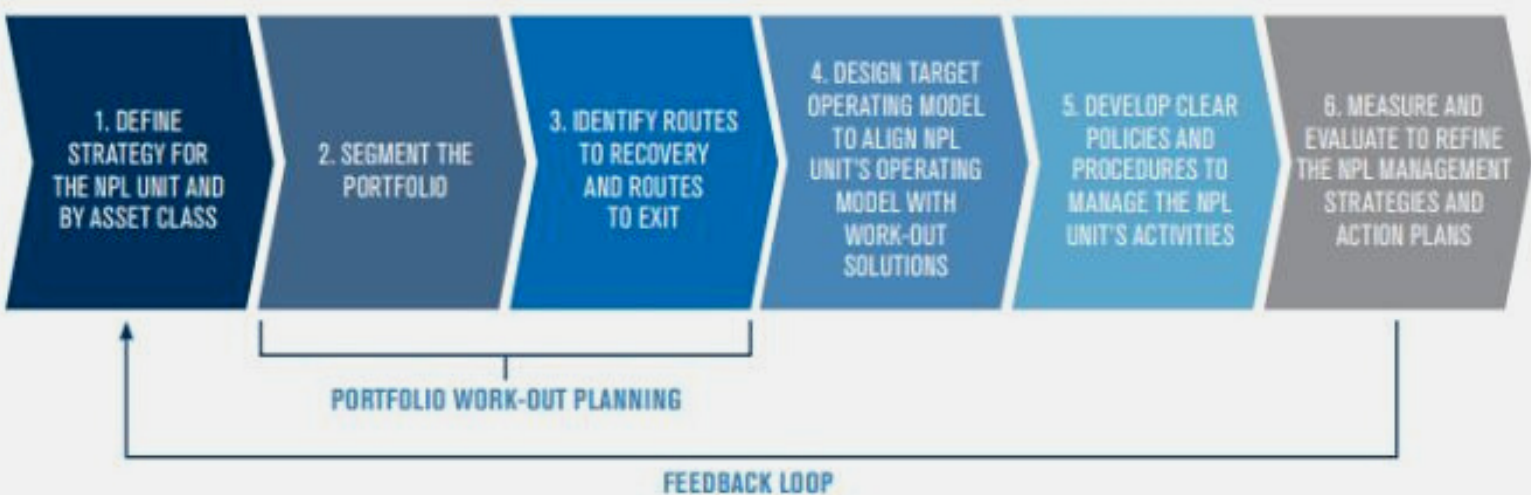 1. DEFINE
STRATEGY FOR
THE NPL UNIT AND
BY ASSET CLASS
2. SEGMENT THE
PORTFOLIO
3. IDENTIFY ROUTES
TO RECOVERY
AND ROUTES
TO EXIT
4. DESIGN TARGET
OPERATING MODEL
TO ALIGN NPL
UNIT'S OPERATING
MODEL WITH
WORK-OUT
SOLUTIONS
5. DEVELOP CLEAR
POLICIES AND
PROCEDURES TO
MANAGE THE NPL
UNIT'S ACTIVITIES
6. MEASURE AND
EVALUATE TO REFINE
THE NPL MANAGEMENT
STRATEGIES AND
ACTION PLANS
PORTFOLIO WORK-OUT PLANNING
FEEDBACK LOOP